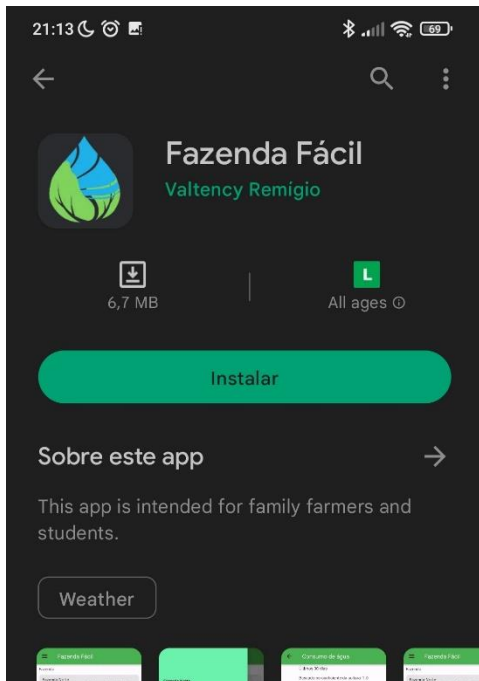 21:13
69
Fazenda Fácil
Valtency Remígio
L
6,7 MB
All ages
Instalar
Sobre este app
This app is intended for family farmers and
students.
Weather
Fazenda Fácil
Consumo de água
Fazenda Fácil